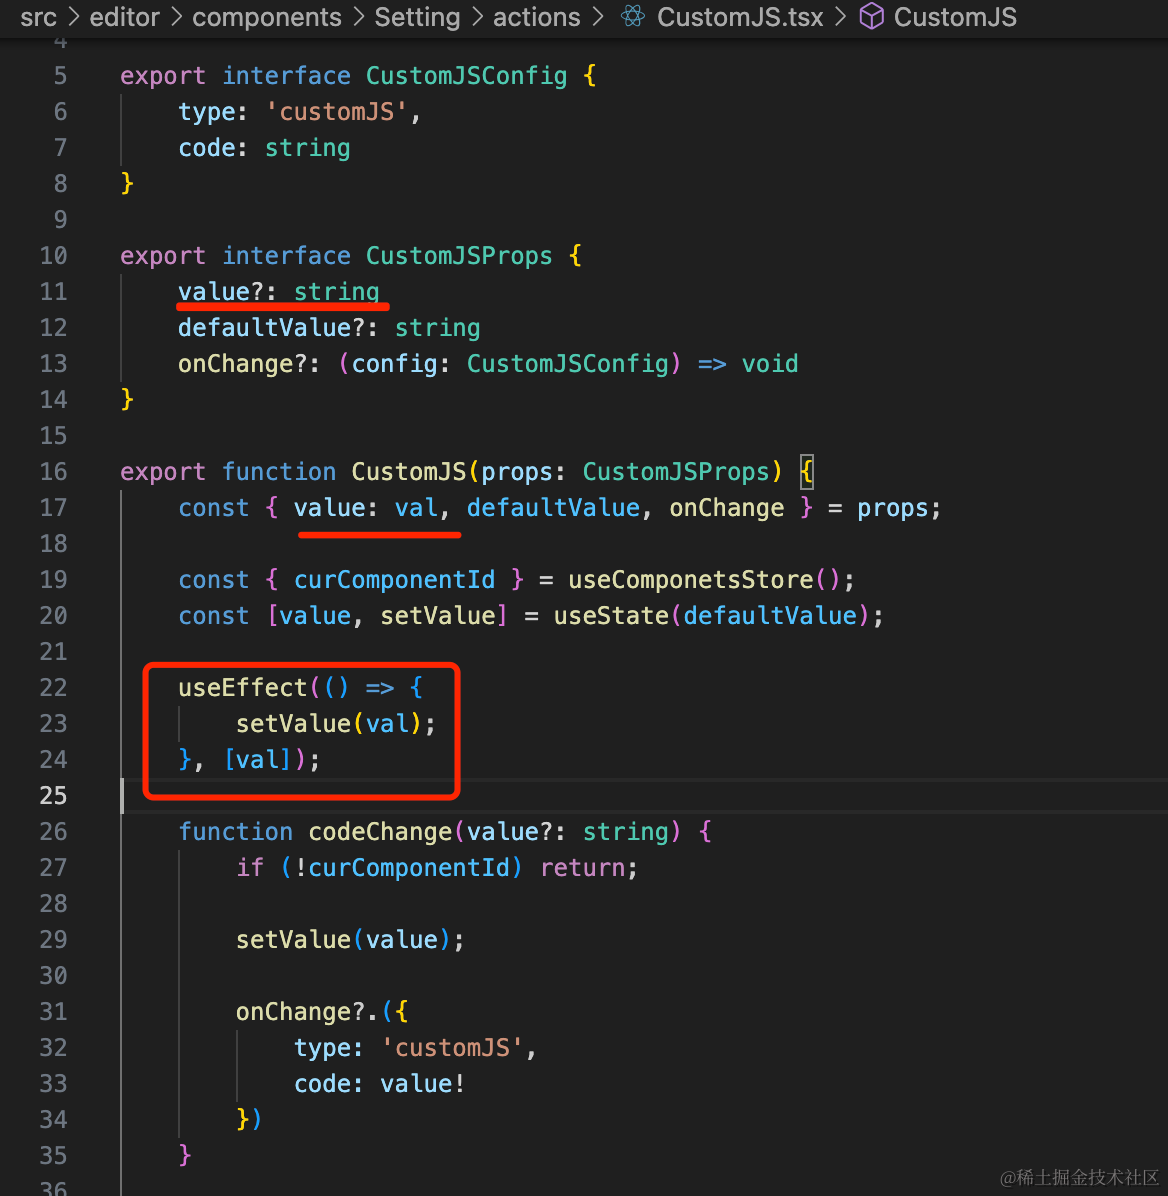 src > editor > components > Setting > actions > CustomJS.tsx > CustomJS
4
5 export interface CustomJSConfig {
6 type: 'customJS',
7 code: string
8 }
9
10 export interface CustomJSProps {
11 value?: string
12 defaultValue?: string
13 onChange?: (config: CustomJSConfig) => void
14 }
15
16 export function CustomJS(props: CustomJSProps) {
17 const { value: val, defaultValue, onChange } = props;
18
19 const { curComponentId } = useComponetsStore();
20 const [value, setValue] = useState(defaultValue);
21
22 useEffect(() => {
23 setValue(val);
24 }, [val]);
25
26 function codeChange(value?: string) {
27 if (!curComponentId) return;
28
29 setValue(value);
30
31 onChange?.({
32 type: 'customJS',
33 code: value!
34 })
35 }
36
@稀土掘金技术社区